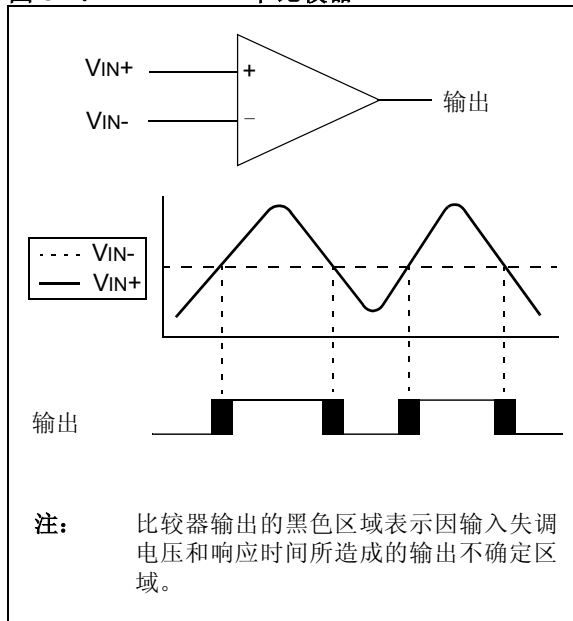 VIN+
+
输出
VIN-
−
VIN-
VIN+
输出
注：
比较器输出的黑色区域表示因输入失调
电压和响应时间所造成的输出不确定区
域。